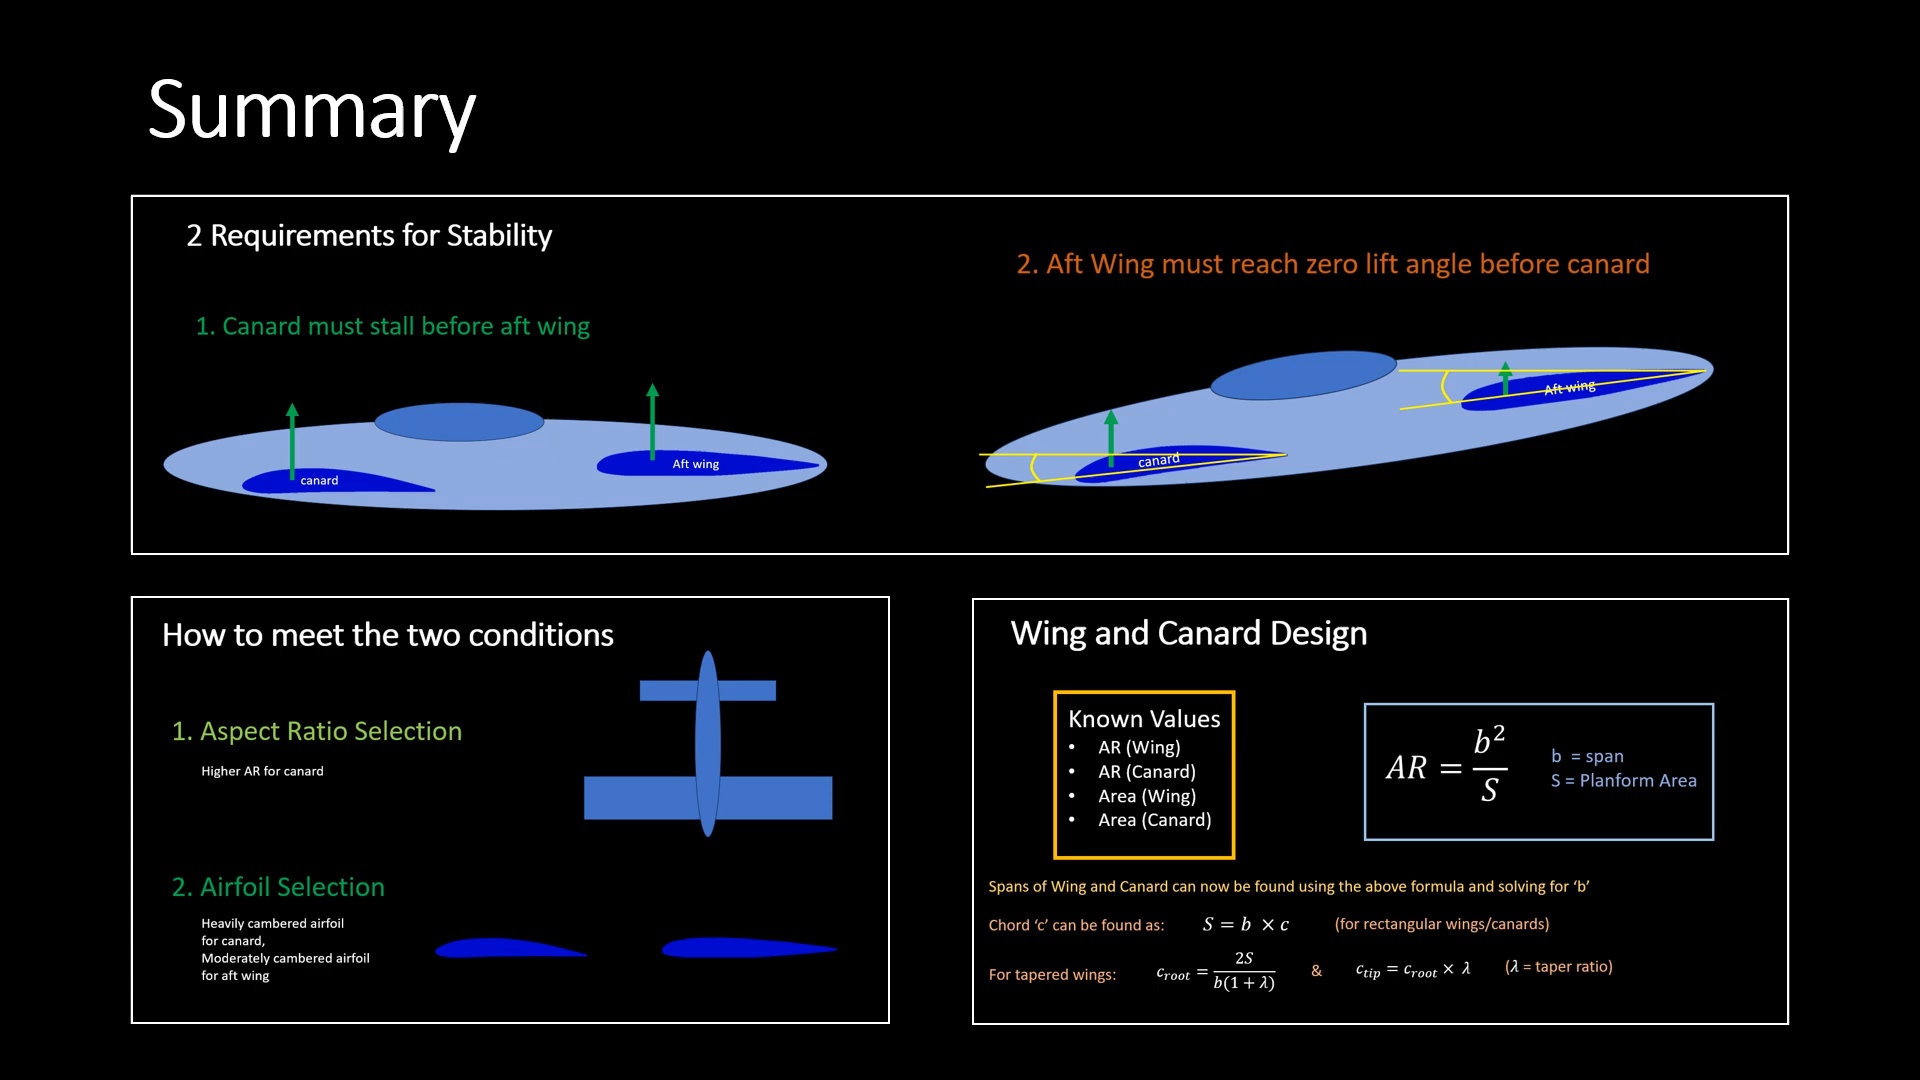 Summary
2 Requirements for Stability
2. Aft Wing must reach zero lift angle before canard
1. Canard must stall before aft wing
canard
Aft wing
canard
Aft wing
How to meet the two conditions
1. Aspect Ratio Selection
Higher AR for canard
2. Airfoil Selection
Heavily cambered airfoil
for canard,
Moderately cambered airfoil
for aft wing
Wing and Canard Design
Known Values
• AR (Wing)
• AR (Canard)
• Area (Wing)
• Area (Canard)
AR = b²/S
b = span
S = Planform Area
Spans of Wing and Canard can now be found using the above formula and solving for ‘b’
Chord ‘c’ can be found as: S = b × c (for rectangular wings/canards)
For tapered wings: c_root = 2S/b(1 + λ) & c_tip = c_root × λ (λ = taper ratio)